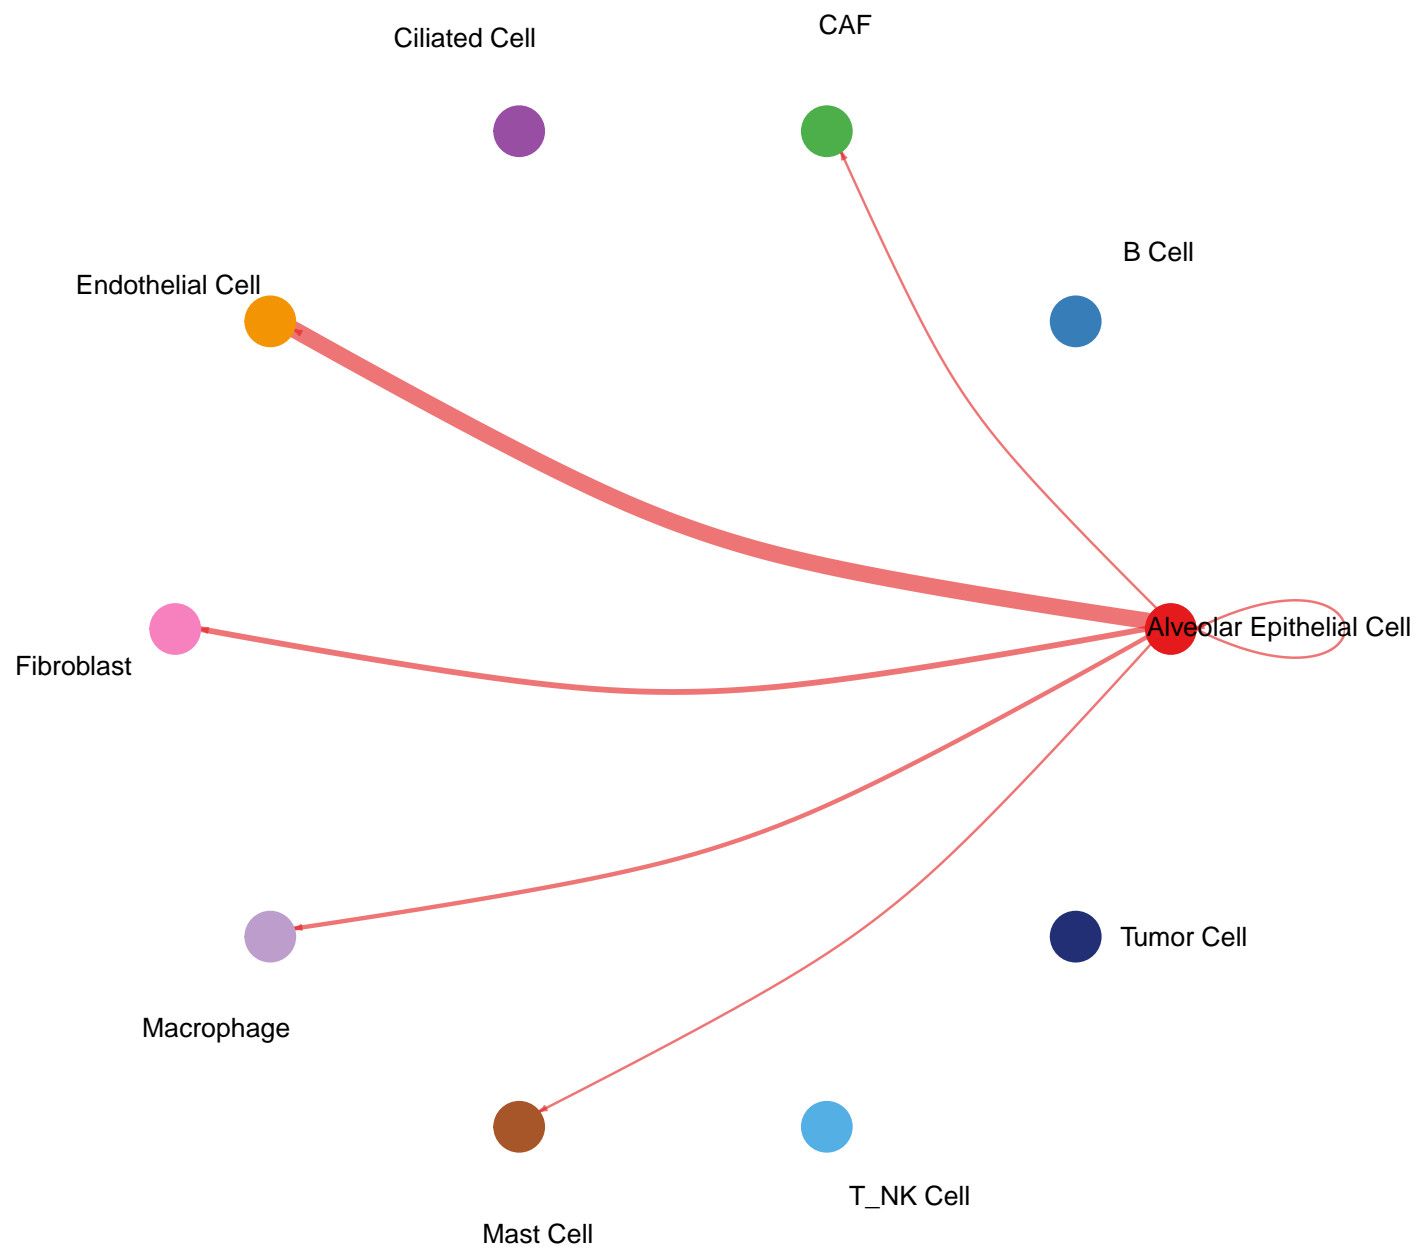 CAF
Ciliated Cell
B Cell
Endothelial Cell
Alveolar Epithelial Cell
Fibroblast
Tumor Cell
Macrophage
T_NK Cell
Mast Cell